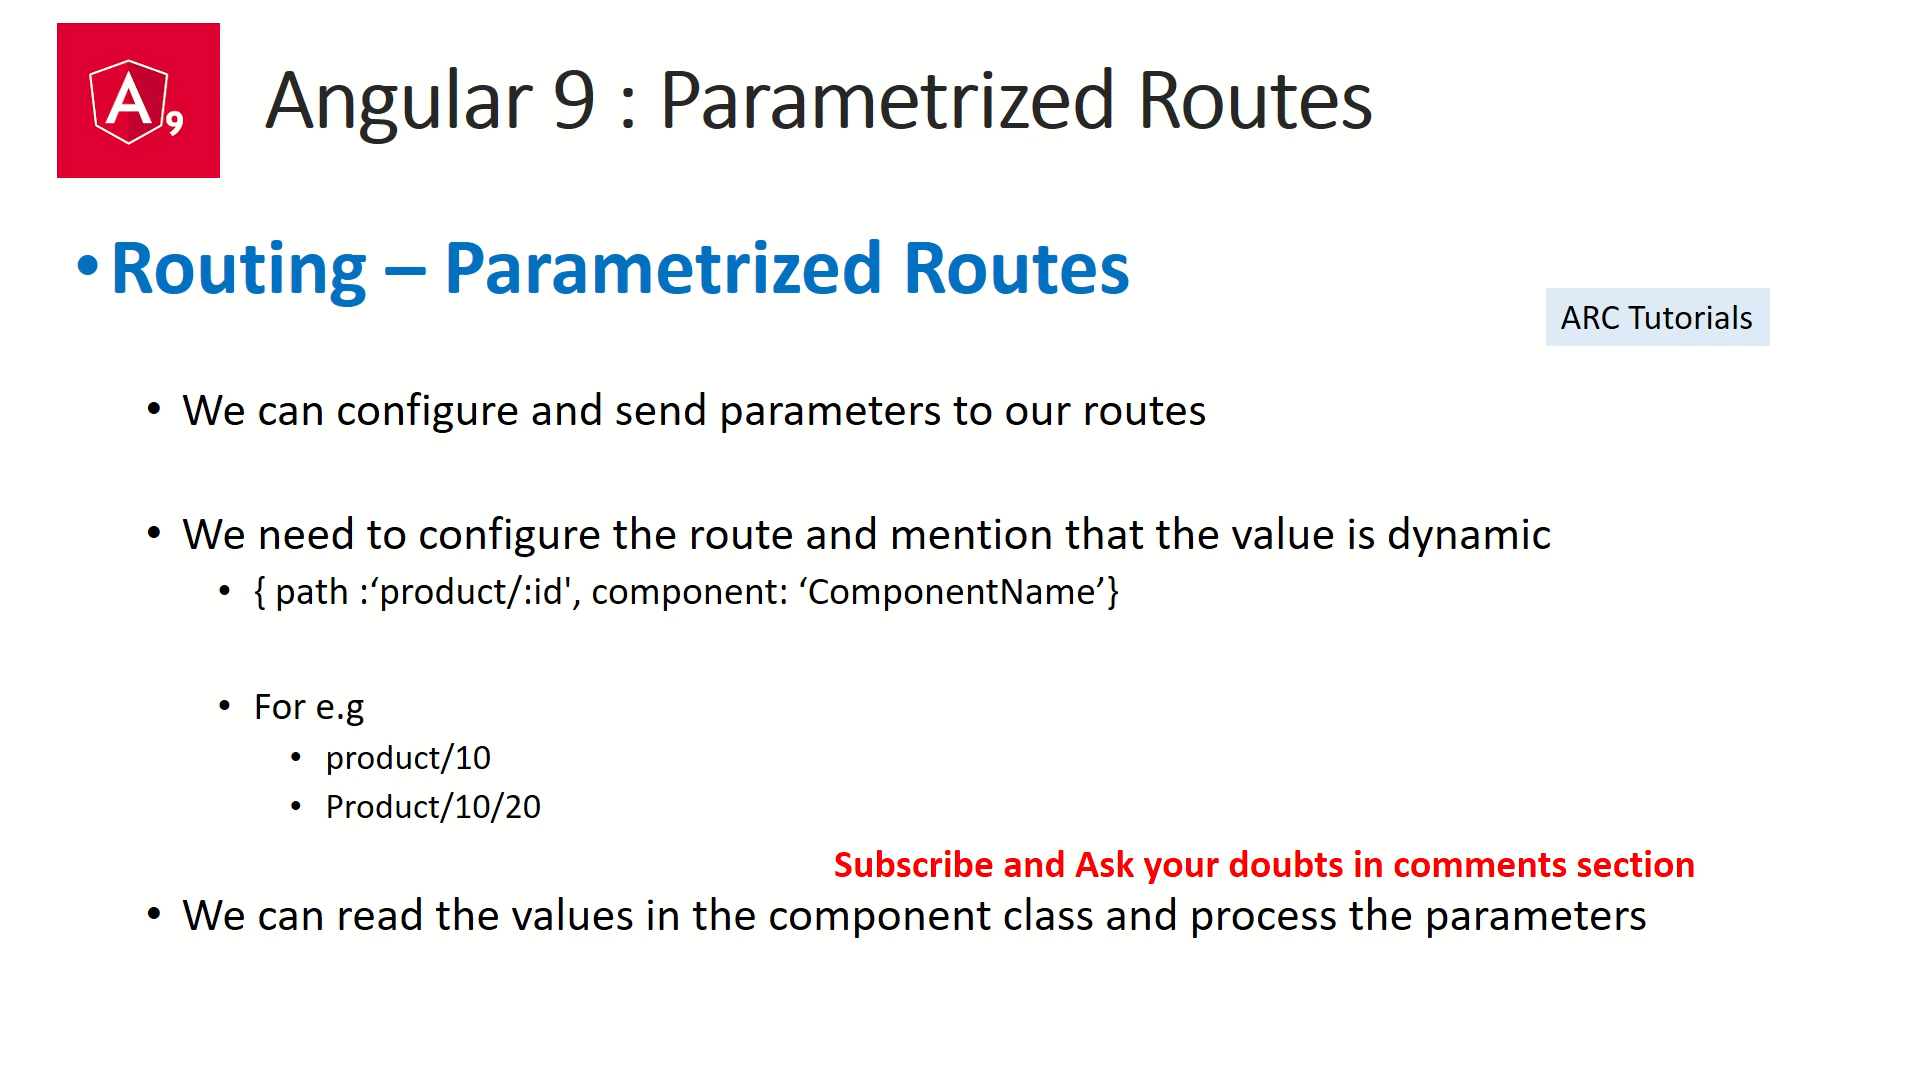 A9
Angular 9 : Parametrized Routes
• Routing – Parametrized Routes
ARC Tutorials
• We can configure and send parameters to our routes
• We need to configure the route and mention that the value is dynamic
• { path :‘product/:id', component: ‘ComponentName’}
• For e.g
• product/10
• Product/10/20
Subscribe and Ask your doubts in comments section
• We can read the values in the component class and process the parameters